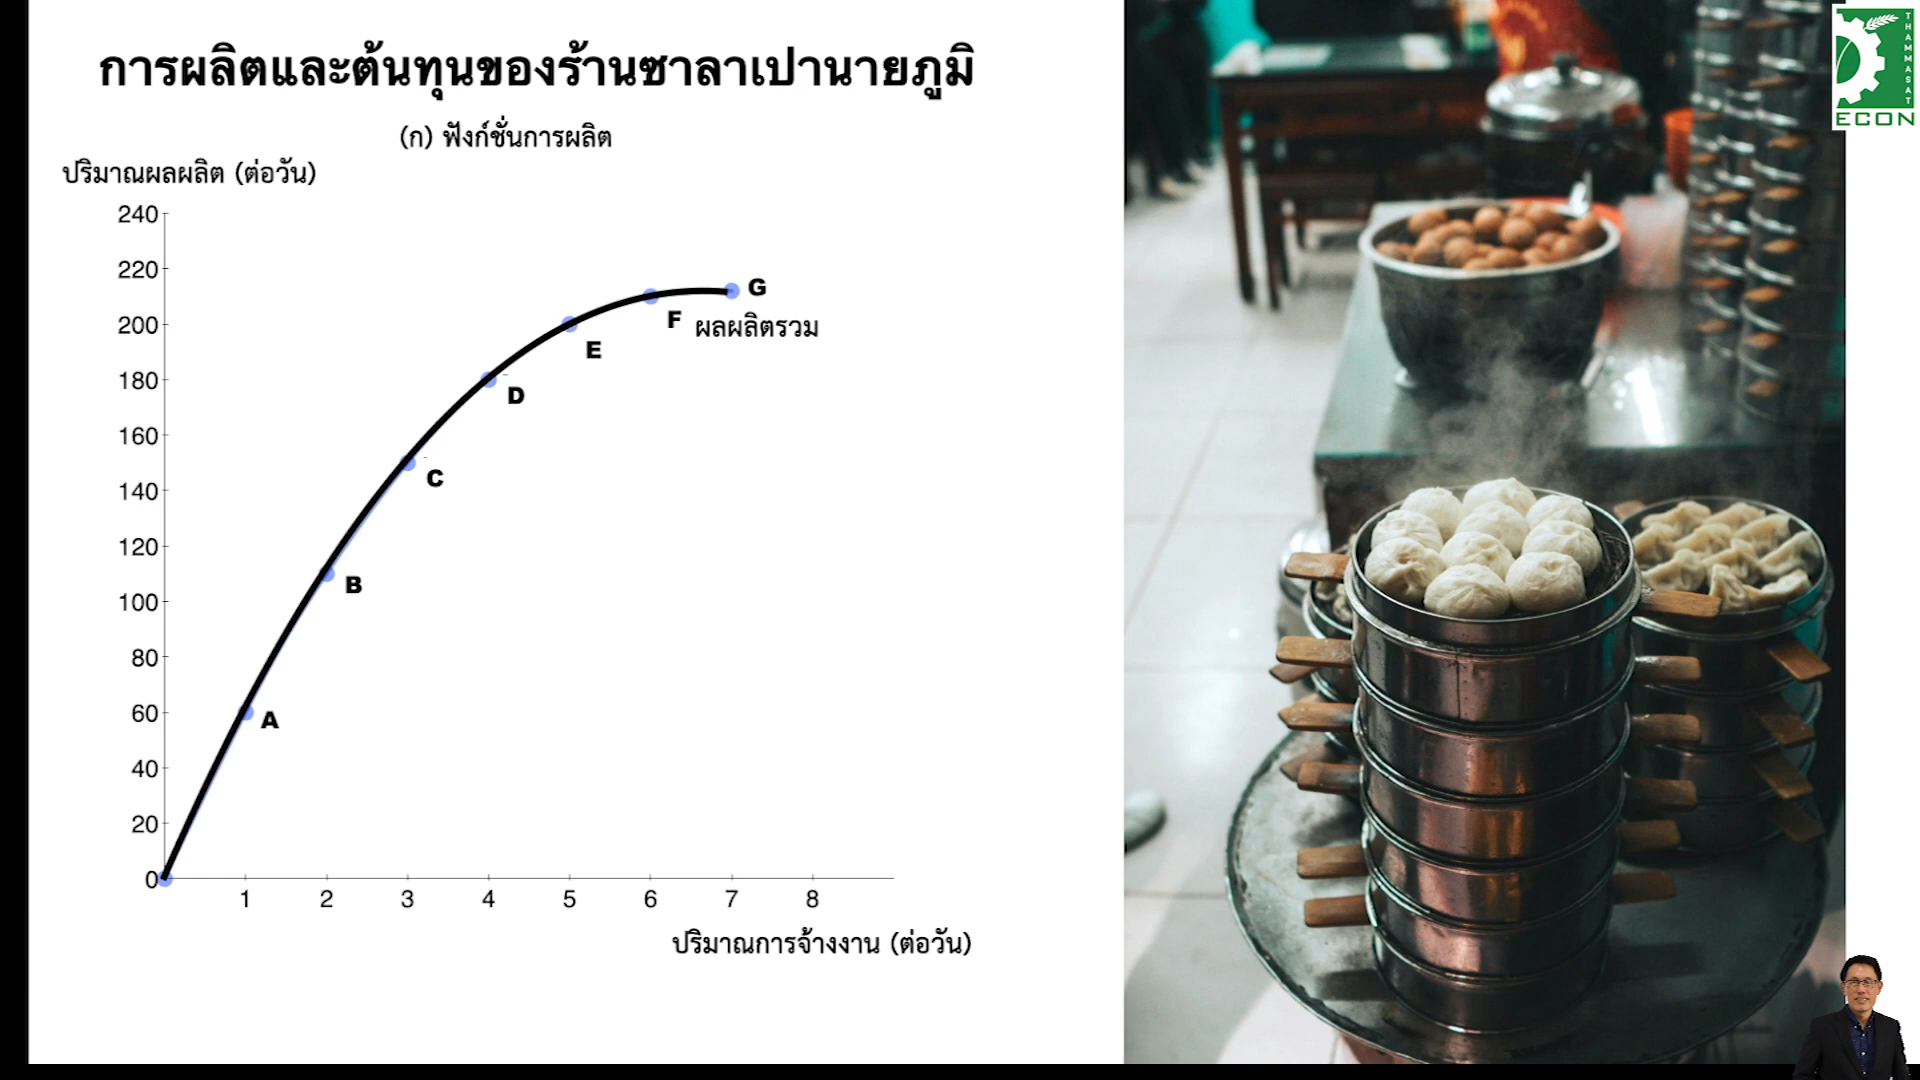 การผลิตและต้นทุนของร้านซาลาเปานายภูมิ
(ก) ฟังก์ชั่นการผลิต
ปริมาณผลผลิต (ต่อวัน)
240
220
200
180
160
140
120
100
80
60
40
20
0
G
F ผลผลิตรวม
E
D
C
B
A
1 2 3 4 5 6 7 8
ปริมาณการจ้างงาน (ต่อวัน)
THAMMASAT
ECON